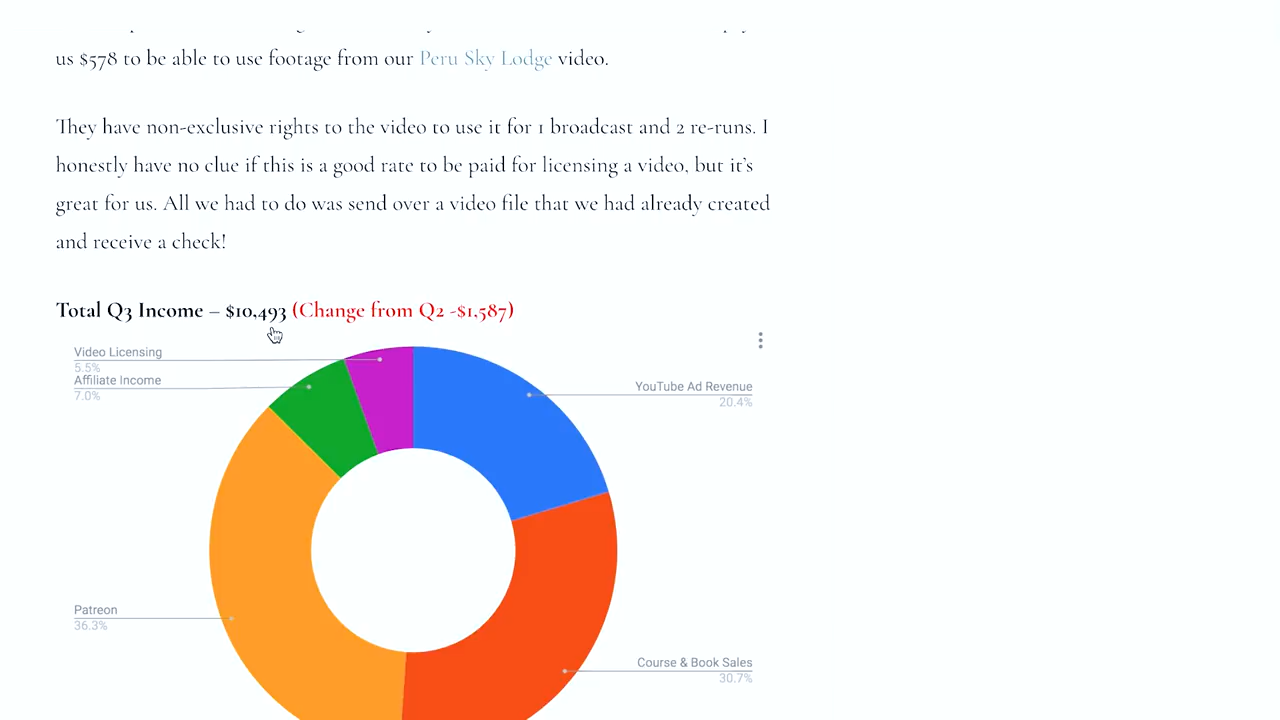 us $578 to be able to use footage from our Peru Sky Lodge video.
They have non-exclusive rights to the video to use it for 1 broadcast and 2 re-runs. I
honestly have no clue if this is a good rate to be paid for licensing a video, but it's
great for us. All we had to do was send over a video file that we had already created
and receive a check!
Total Q3 Income – $10,493 (Change from Q2 -$1,587)
Video Licensing
5.5%
Affiliate Income
7.0%
YouTube Ad Revenue
20.4%
Patreon
36.3%
Course & Book Sales
30.7%